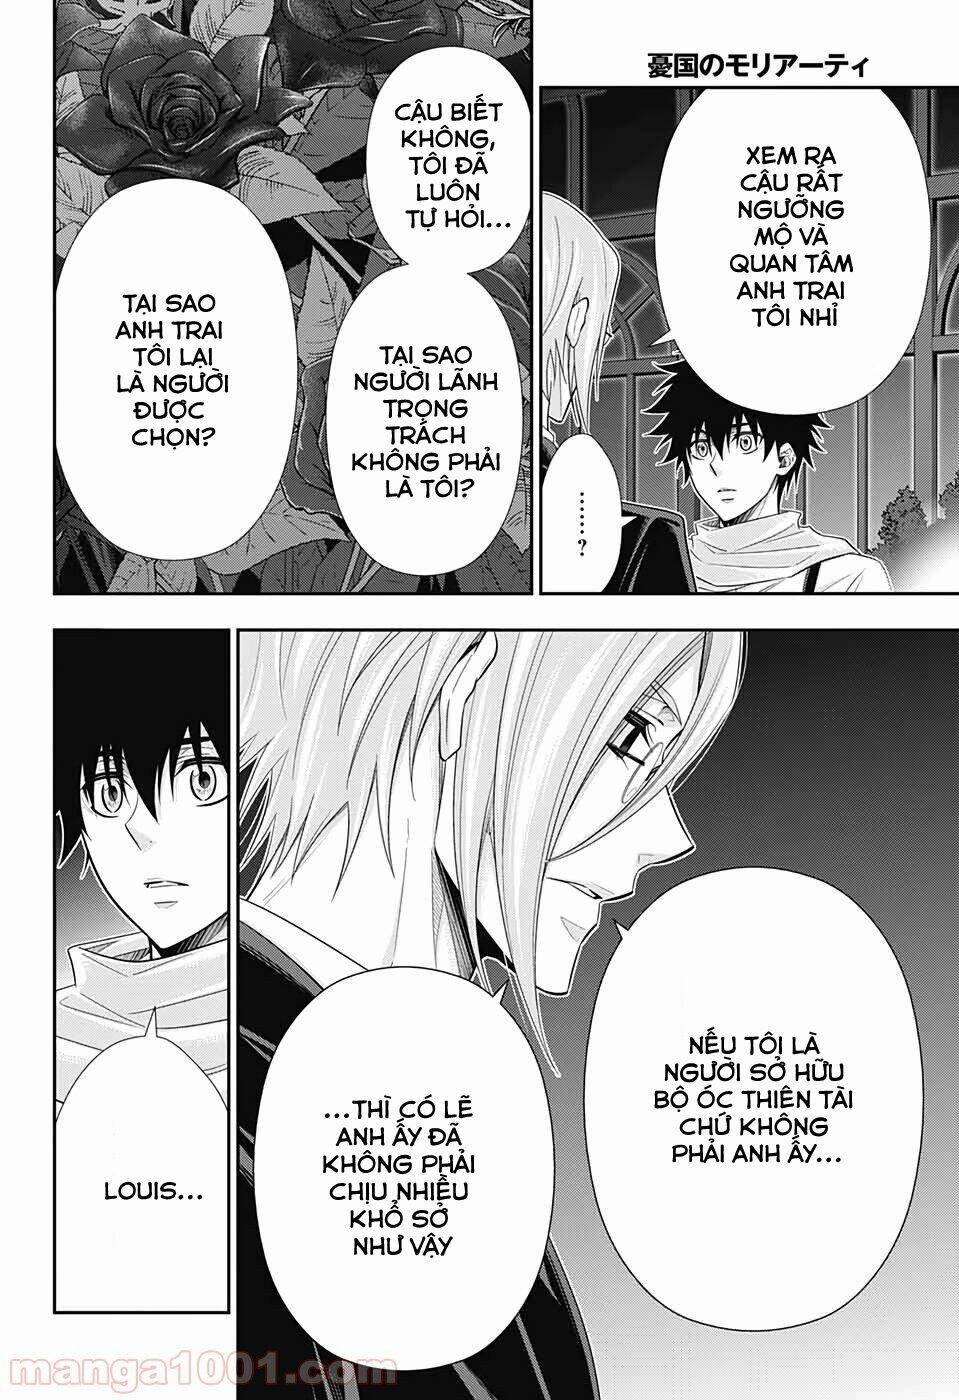 憂国のモリアーティ
XEM RA
CẬU RẤT
NGƯỠNG
MỘ VÀ
QUAN TÂM
ANH TRAI
TÔI NHỈ
......?
CẬU BIẾT
KHÔNG,
TÔI ĐÃ
LUÔN
TỰ HỎI...
TẠI SAO
NGƯỜI LÃNH
TRỌNG
TRÁCH
KHÔNG PHẢI
LÀ TÔI?
TẠI SAO
ANH TRAI
TÔI LẠI
LÀ NGƯỜI
ĐƯỢC
CHỌN?
NẾU TÔI LÀ
NGƯỜI SỞ HỮU
BỘ ÓC THIÊN TÀI
CHỨ KHÔNG
PHẢI ANH ẤY...
...THÌ CÓ LẼ
ANH ẤY ĐÃ
KHÔNG PHẢI
CHỊU NHIỀU
KHỔ SỞ
NHƯ VẬY
LOUIS...
manga1001.com